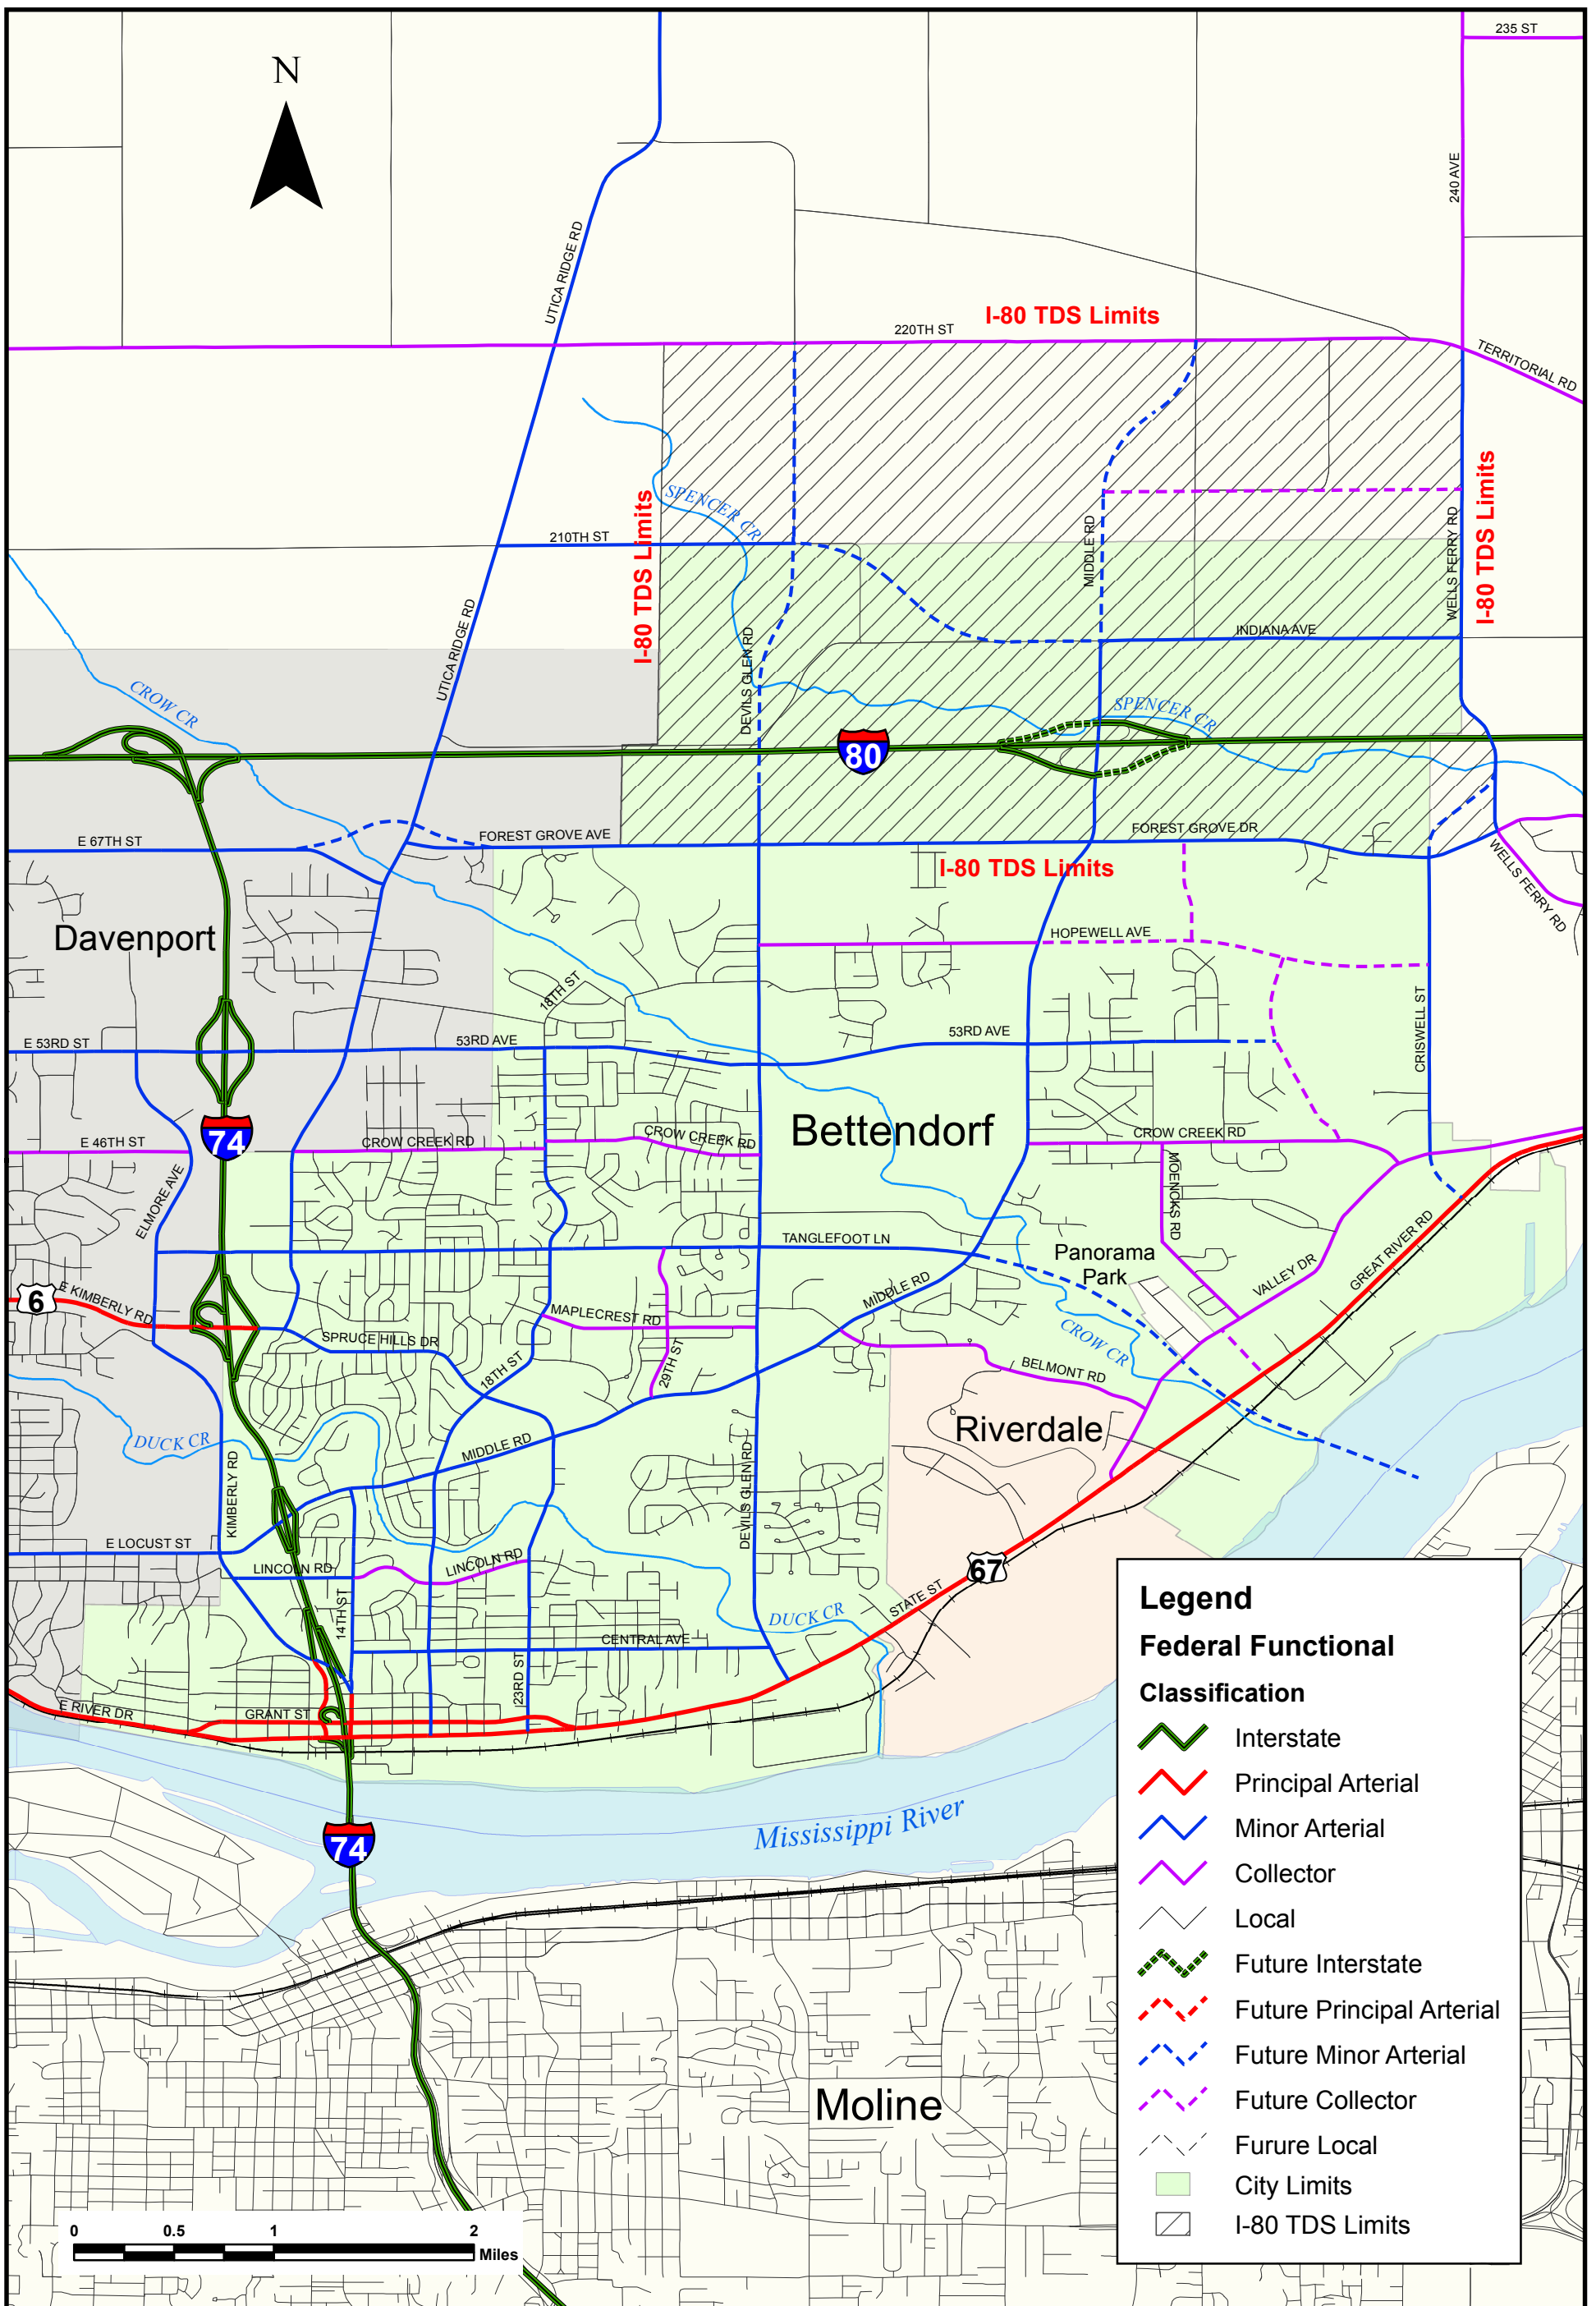 235 ST
N
240 AVE
UTICA RIDGE RD
I-80 TDS Limits
220TH ST
TERRITORIAL RD
SPENCER CR
I-80 TDS Limits
I-80 TDS Limits
210TH ST
MIDDLE RD
WELLS FERRY RD
UTICA RIDGE RD
DEVILS GLEN RD
INDIANA AVE
CROW CR
SPENCER CR
80
E 67TH ST
FOREST GROVE AVE
FOREST GROVE DR
I-80 TDS Limits
WELLS FERRY RD
Davenport
HOPEWELL AVE
18TH ST
E 53RD ST
53RD AVE
53RD AVE
CRISWELL ST
74
Bettendorf
E 46TH ST
CROW CREEK RD
CROW CREEK RD
CROW CREEK RD
MOENCKS RD
ELMORE AVE
TANGLEFOOT LN
Panorama
Park
GREAT RIVER RD
VALLEY DR
6
E KIMBERLY RD
MIDDLE RD
MAPLECREST RD
SPRUCE HILLS DR
CROW CR
18TH ST
29TH ST
BELMONT RD
Riverdale
DUCK CR
MIDDLE RD
KIMBERLY RD
DEVILS GLEN RD
E LOCUST ST
LINCOLN RD
LINCOLN RD
67
STATE ST
14TH ST
DUCK CR
CENTRAL AVE
23RD ST
E RIVER DR
GRANT ST
Mississippi River
74
Moline
Legend
Federal Functional
Classification
Interstate
Principal Arterial
Minor Arterial
Collector
Local
Future Interstate
Future Principal Arterial
Future Minor Arterial
Future Collector
Furure Local
City Limits
I-80 TDS Limits
0 0.5 1 2
Miles